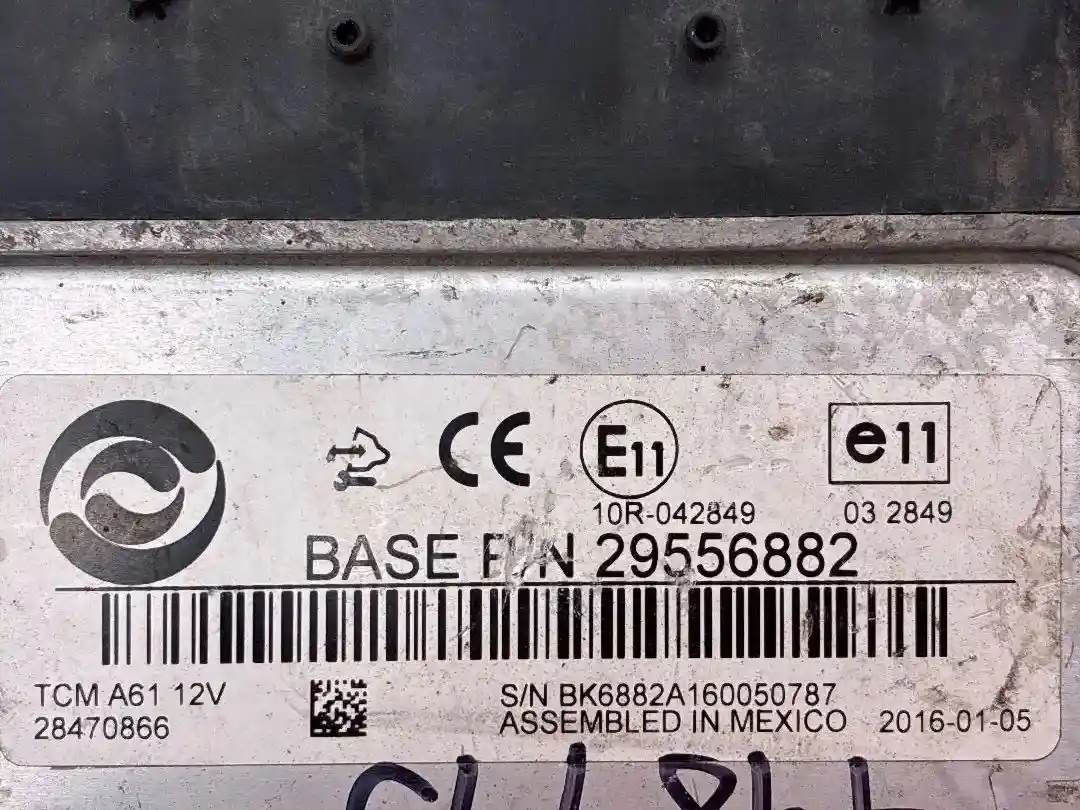 CE E11 e11
10R-042849 03 2849
BASE P/N 29556882
TCM A61 12V S/N BK6882A160050787
28470866 ASSEMBLED IN MEXICO 2016-01-05